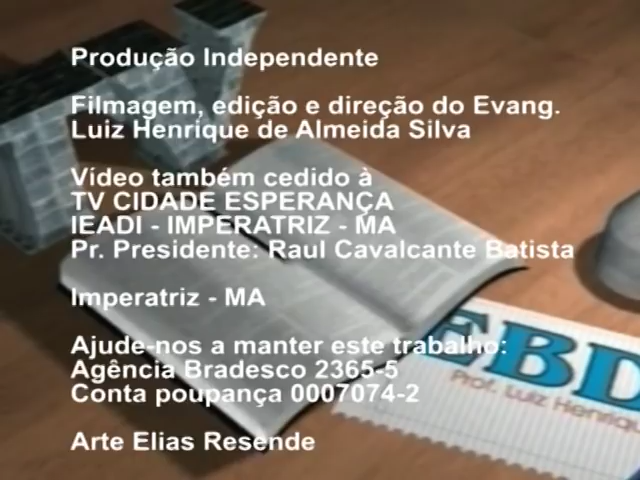 Produção Independente
Filmagem, edição e direção do Evang.
Luiz Henrique de Almeida Silva
Vídeo também cedido à
TV CIDADE ESPERANÇA
IEADI - IMPERATRIZ - MA
Pr. Presidente: Raul Cavalcante Batista
Imperatriz - MA
Ajude-nos a manter este trabalho:
Agência Bradesco 2365-5
Conta poupança 0007074-2
Arte Elias Resende
EBD
Prof. Luiz Henriqu